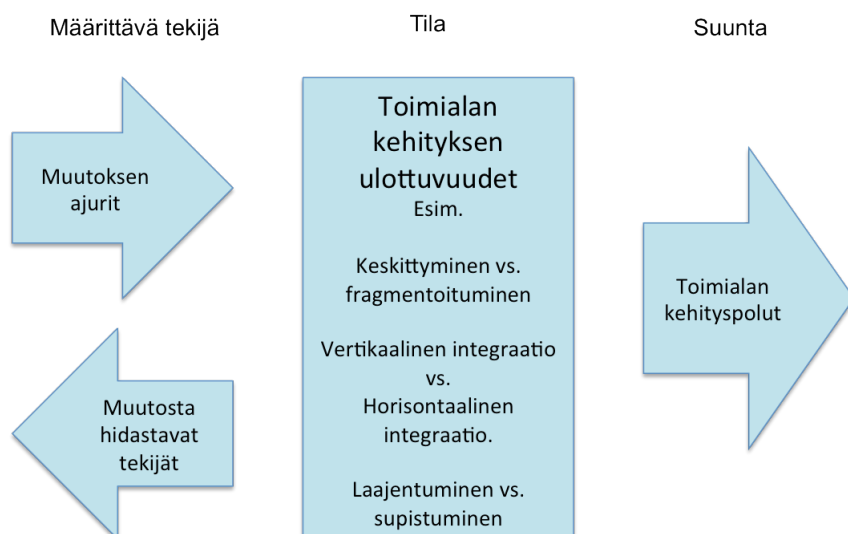 Määrittävä tekijä
Tila
Suunta
Muutoksen
ajurit
Muutosta
hidastavat
tekijät
Toimialan
kehityksen
ulottuvuudet
Esim.
Keskittyminen vs.
fragmentoituminen
Vertikaalinen integraatio
vs.
Horisontaalinen
integraatio.
Laajentuminen vs.
supistuminen
Toimialan
kehityspolut